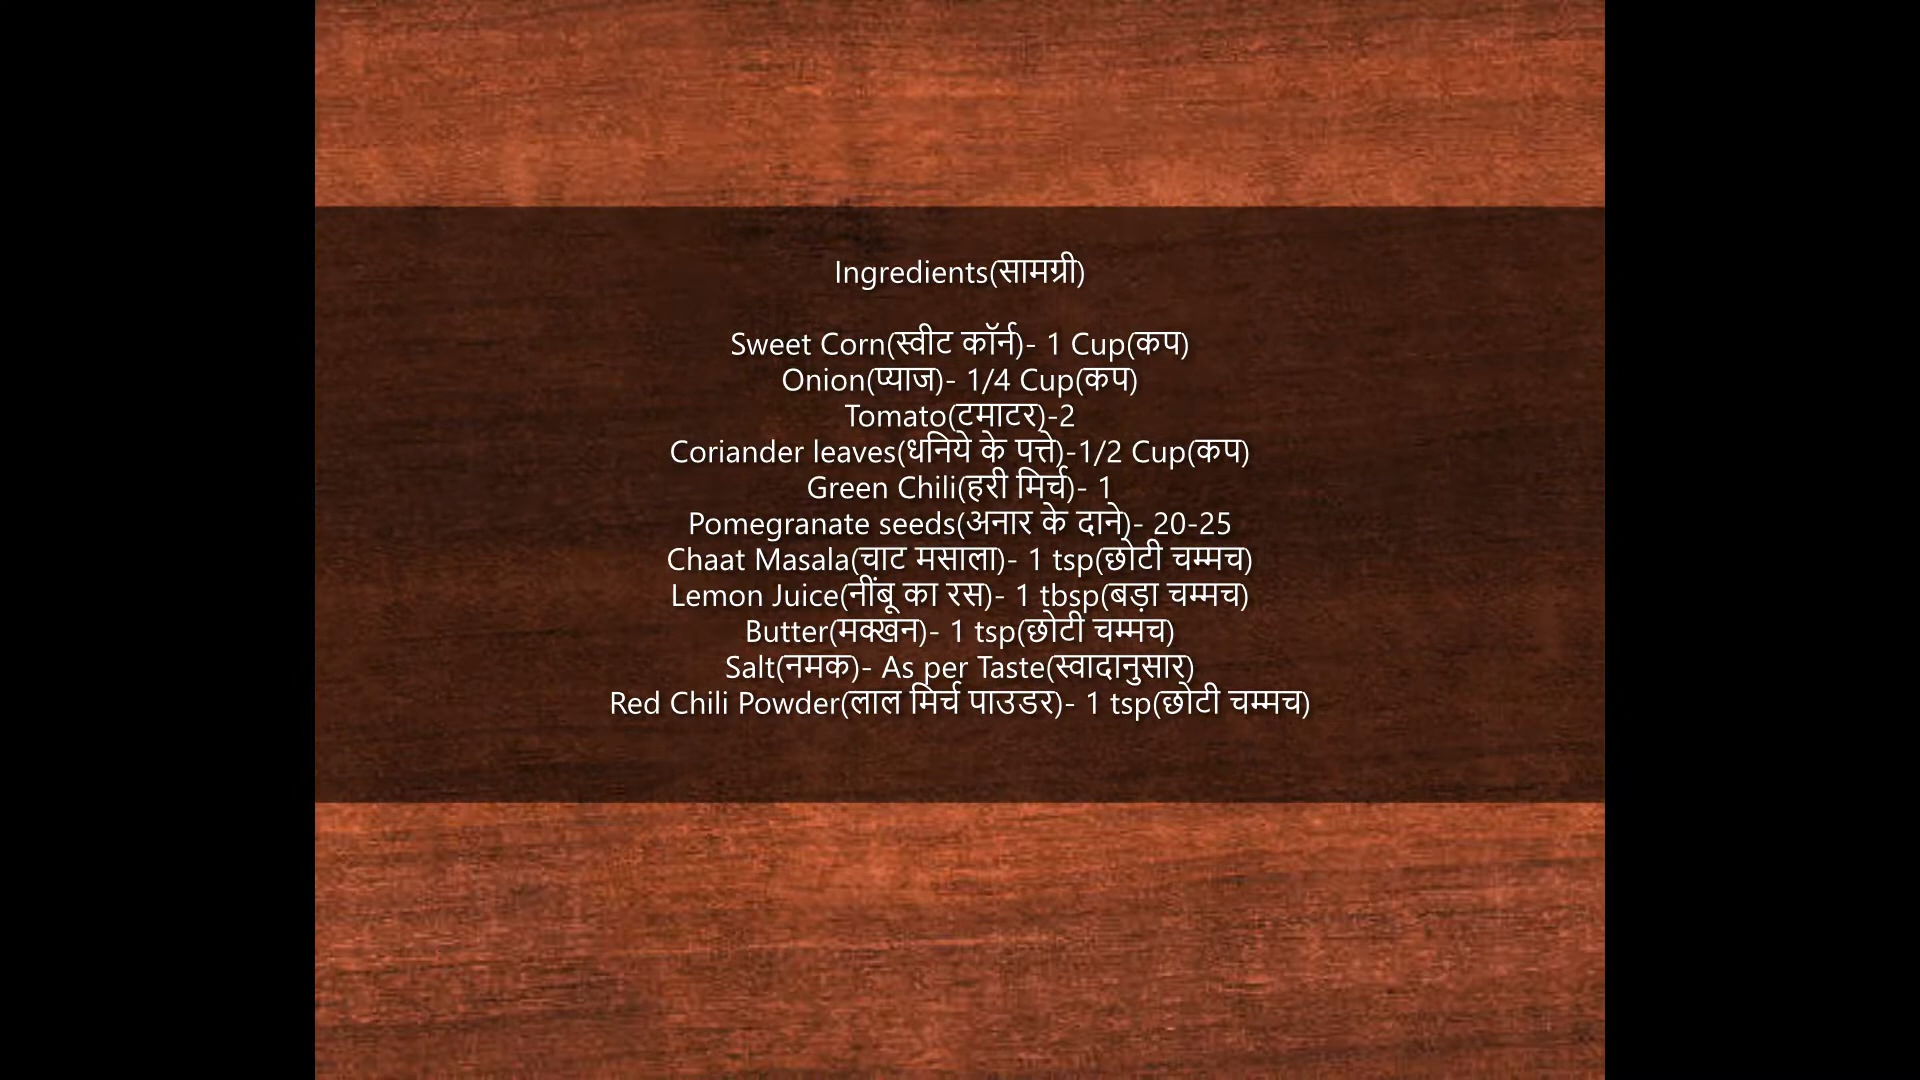 Ingredients(सामग्री)
Sweet Corn(स्वीट कॉर्न)- 1 Cup(कप)
Onion(प्याज)- 1/4 Cup(कप)
Tomato(टमाटर)-2
Coriander leaves(धनिये के पत्ते)-1/2 Cup(कप)
Green Chili(हरी मिर्च)- 1
Pomegranate seeds(अनार के दाने)- 20-25
Chaat Masala(चाट मसाला)- 1 tsp(छोटी चम्मच)
Lemon Juice(नींबू का रस)- 1 tbsp(बड़ा चम्मच)
Butter(मक्खन)- 1 tsp(छोटी चम्मच)
Salt(नमक)- As per Taste(स्वादानुसार)
Red Chili Powder(लाल मिर्च पाउडर)- 1 tsp(छोटी चम्मच)